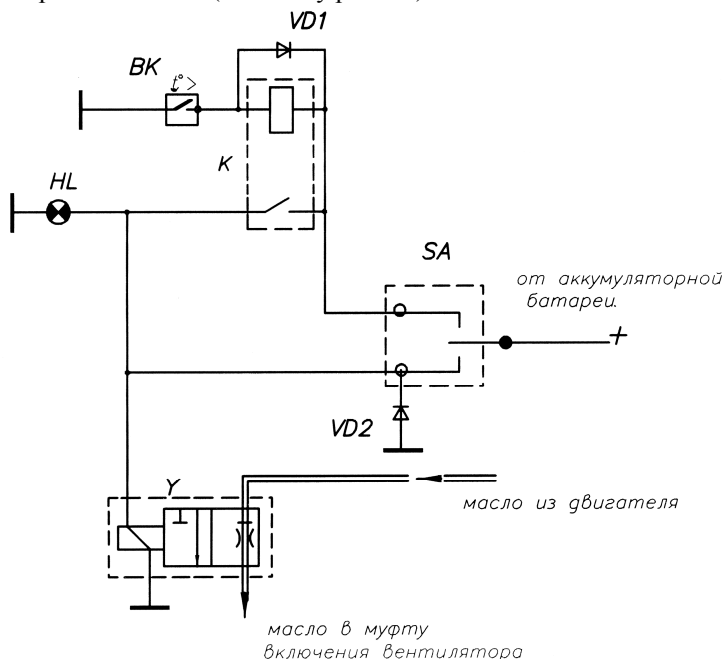 VD1
BK
t°>
K
HL
SA
от аккумуляторной
батареи.
+
VD2
Y
масло из двигателя
масло в муфту
включения вентилятора